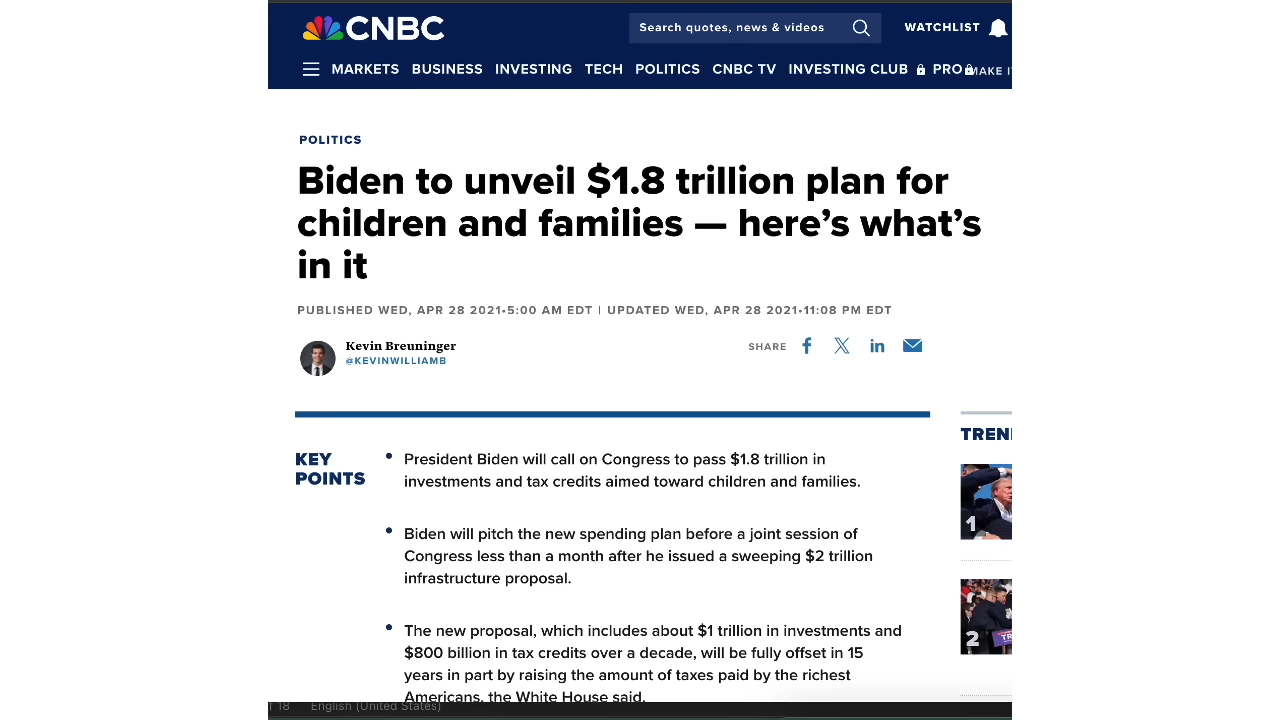 CNBC
Search quotes, news & videos
WATCHLIST
MARKETS BUSINESS INVESTING TECH POLITICS CNBC TV INVESTING CLUB PRO MAKE IT
POLITICS
Biden to unveil $1.8 trillion plan for
children and families — here’s what’s
in it
PUBLISHED WED, APR 28 2021•5:00 AM EDT | UPDATED WED, APR 28 2021•11:08 PM EDT
Kevin Breuninger
@KEVINWILLIAMB
SHARE
KEY
POINTS
• President Biden will call on Congress to pass $1.8 trillion in
investments and tax credits aimed toward children and families.
• Biden will pitch the new spending plan before a joint session of
Congress less than a month after he issued a sweeping $2 trillion
infrastructure proposal.
• The new proposal, which includes about $1 trillion in investments and
$800 billion in tax credits over a decade, will be fully offset in 15
years in part by raising the amount of taxes paid by the richest
Americans, the White House said.
TREN
1
2
18 English (United States)